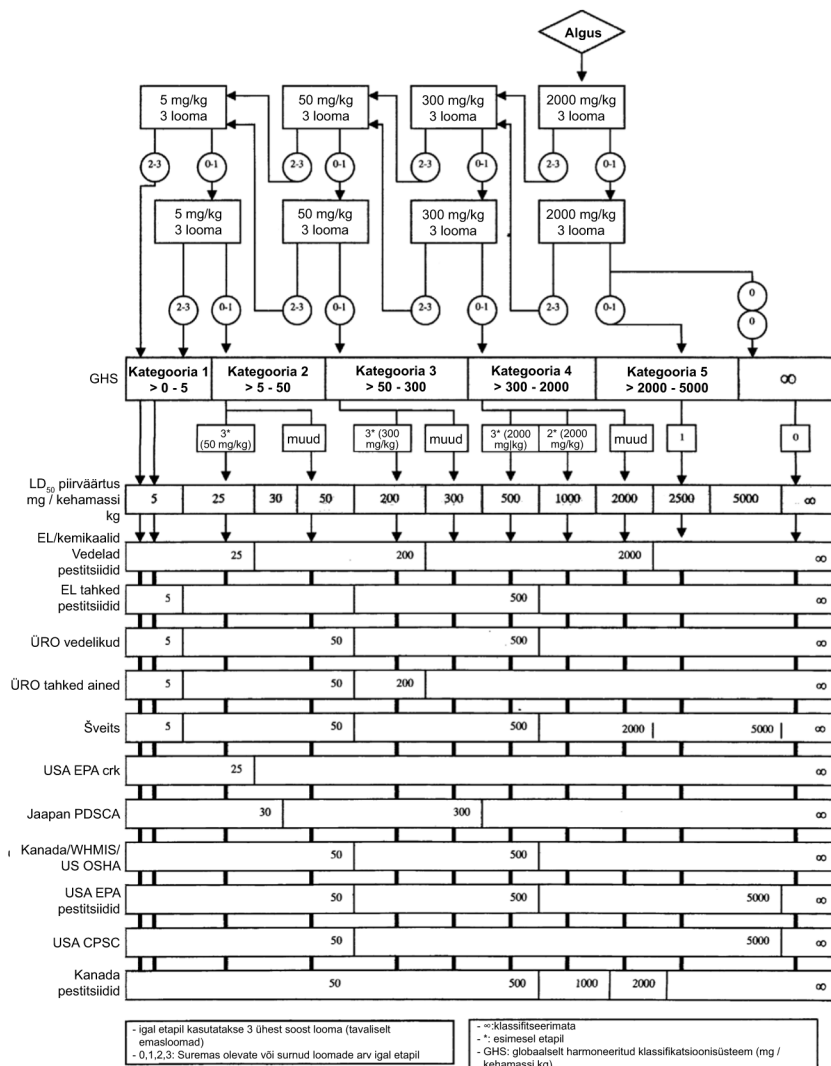 Algus
5 mg/kg
3 looma
50 mg/kg
3 looma
300 mg/kg
3 looma
2000 mg/kg
3 looma
2-3 0-1 2-3 0-1 2-3 0-1 2-3 0-1
5 mg/kg
3 looma
50 mg/kg
3 looma
300 mg/kg
3 looma
2000 mg/kg
3 looma
2-3 0-1 2-3 0-1 2-3 0-1 2-3 0-1 0
0
GHS
Kategooria 1
> 0 - 5
Kategooria 2
> 5 - 50
Kategooria 3
> 50 - 300
Kategooria 4
> 300 - 2000
Kategooria 5
> 2000 - 5000
∞
3*
(50 mg/kg)
muud
3* (300
mg/kg)
muud
3* (2000
mg/kg)
2* (2000
mg/kg)
muud
1
0
LD50 piirväärtus
mg / kehamassi
kg
5 25 30 50 200 300 500 1000 2000 2500 5000 ∞
EL/kemikaalid
Vedelad
pestitsiidid
25 200 2000 ∞
EL tahked
pestitsiidid
5 500 ∞
ÜRO vedelikud
5 50 500 ∞
ÜRO tahked ained
5 50 200 ∞
Šveits
5 50 500 2000 5000 ∞
USA EPA crk
25 ∞
Jaapan PDSCA
30 300 ∞
Kanada/WHMIS/
US OSHA
50 500 ∞
USA EPA
pestitsiidid
50 500 5000 ∞
USA CPSC
50 5000 ∞
Kanada
pestitsiidid
50 500 1000 2000 ∞
- igal etapil kasutatakse 3 ühest soost looma (tavaliselt
emasloomad)
- 0,1,2,3: Suremas olevate või surnud loomade arv igal etapil
- ∞:klassifitseerimata
- *: esimesel etapil
- GHS: globaalselt harmoneeritud klassifikatsioonisüsteem (mg /
kehamassi kg)